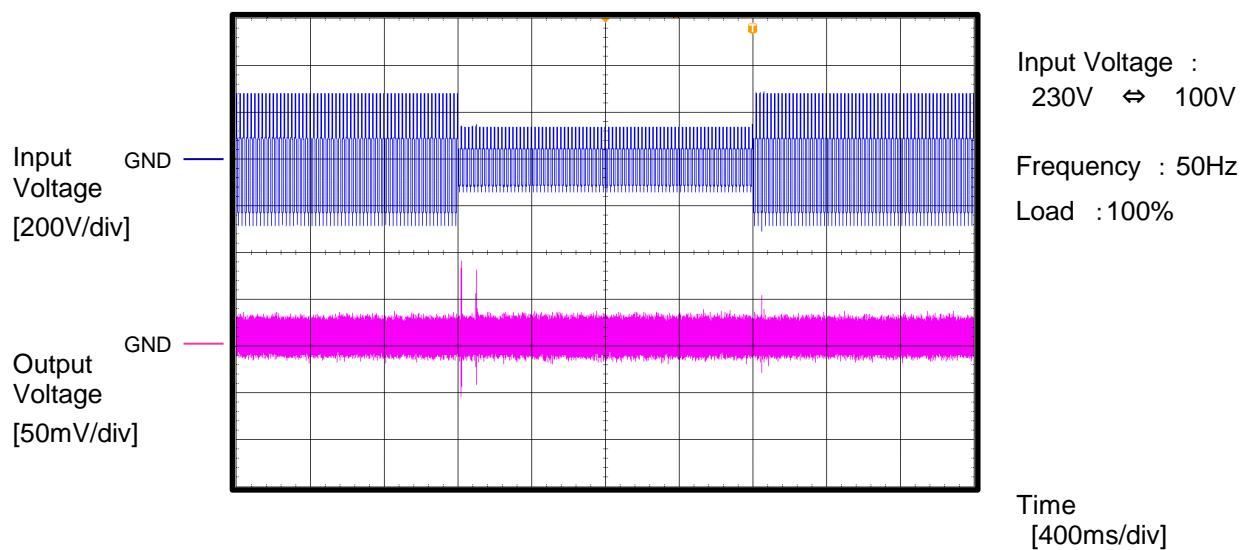 Input Voltage :
230V ⇔ 100V
Frequency : 50Hz
Load :100%
Input
Voltage
[200V/div]
GND
GND
Output
Voltage
[50mV/div]
T
Time
[400ms/div]